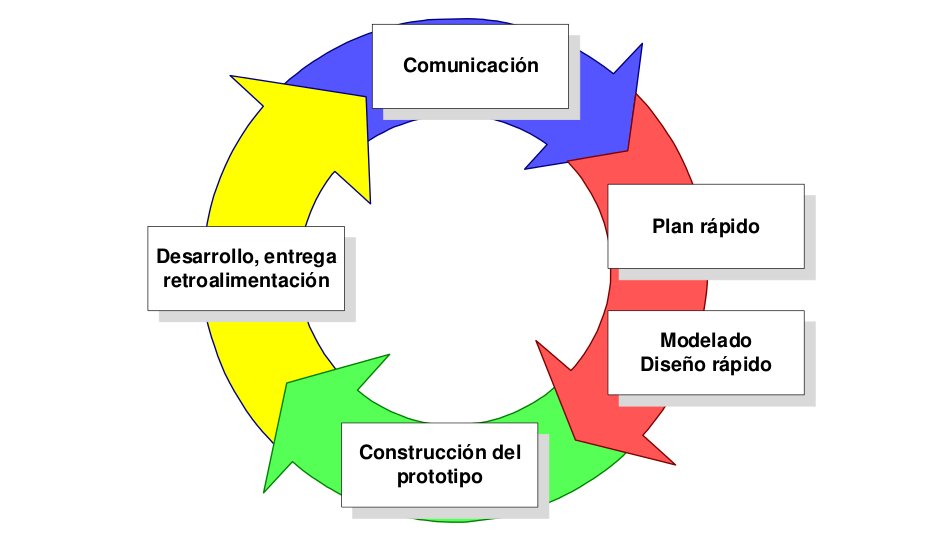 Comunicación
Plan rápido
Modelado
Diseño rápido
Construcción del
prototipo
Desarrollo, entrega
retroalimentación